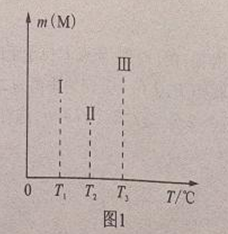 m(M)
Ⅰ
Ⅱ
Ⅲ
0 T₁ T₂ T₃ T/℃
图1